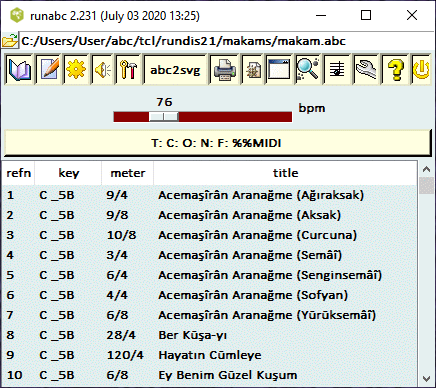 runabc 2.231 (July 03 2020 13:25)
C:/Users/User/abc/tcl/rundis21/makams/makam.abc
abc2svg
76
bpm
T: C: O: N: F: %%MIDI
refn key meter title
1 C _5B 9/4 Acemaşîrân Aranağme (Ağıraksak)
2 C _5B 9/8 Acemaşîrân Aranağme (Aksak)
3 C _5B 10/8 Acemaşîrân Aranağme (Curcuna)
4 C _5B 3/4 Acemaşîrân Aranağme (Semâî)
5 C _5B 6/4 Acemaşîrân Aranağme (Senginsemâî)
6 C _5B 4/4 Acemaşîrân Aranağme (Sofyan)
7 C _5B 6/8 Acemaşîrân Aranağme (Yürüksemâî)
8 C _5B 28/4 Ber Küşa-yı
9 C _5B 120/4 Hayatın Cümleye
10 C _5B 6/8 Ey Benim Güzel Kuşum